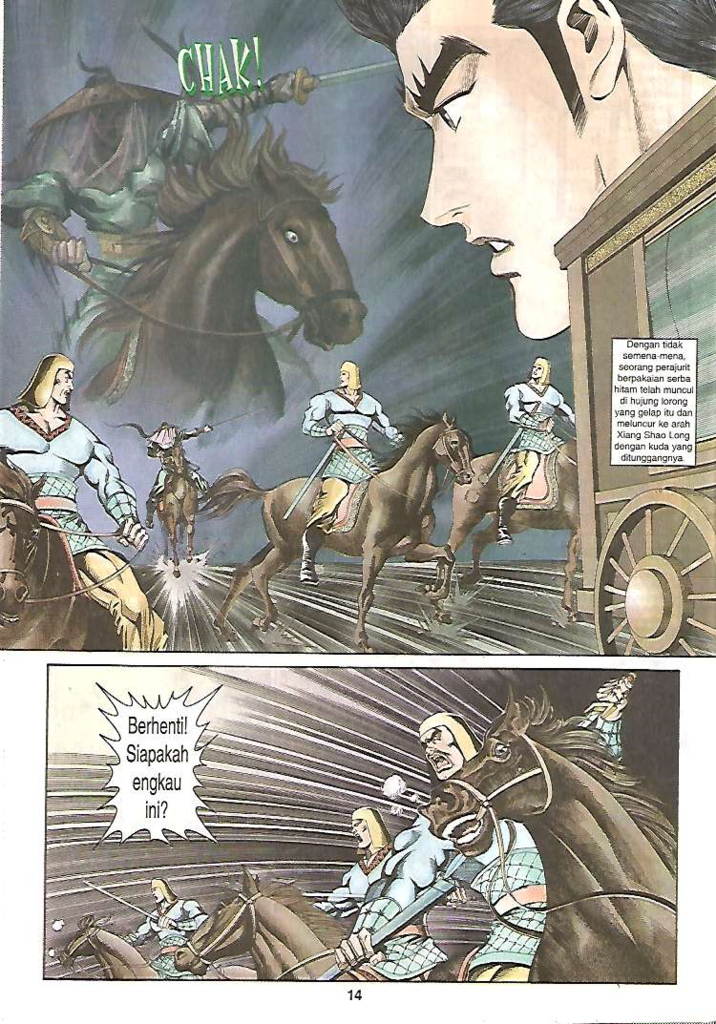 CHAK!
Dengan tidak
semena-mena,
seorang perajurit
berpakaian serba
hitam telah muncul
di hujung lorong
yang gelap itu dan
meluncur ke arah
Xiang Shao Long
dengan kuda yang
ditunggangnya.
Berhenti!
Siapakah
engkau
ini?
14